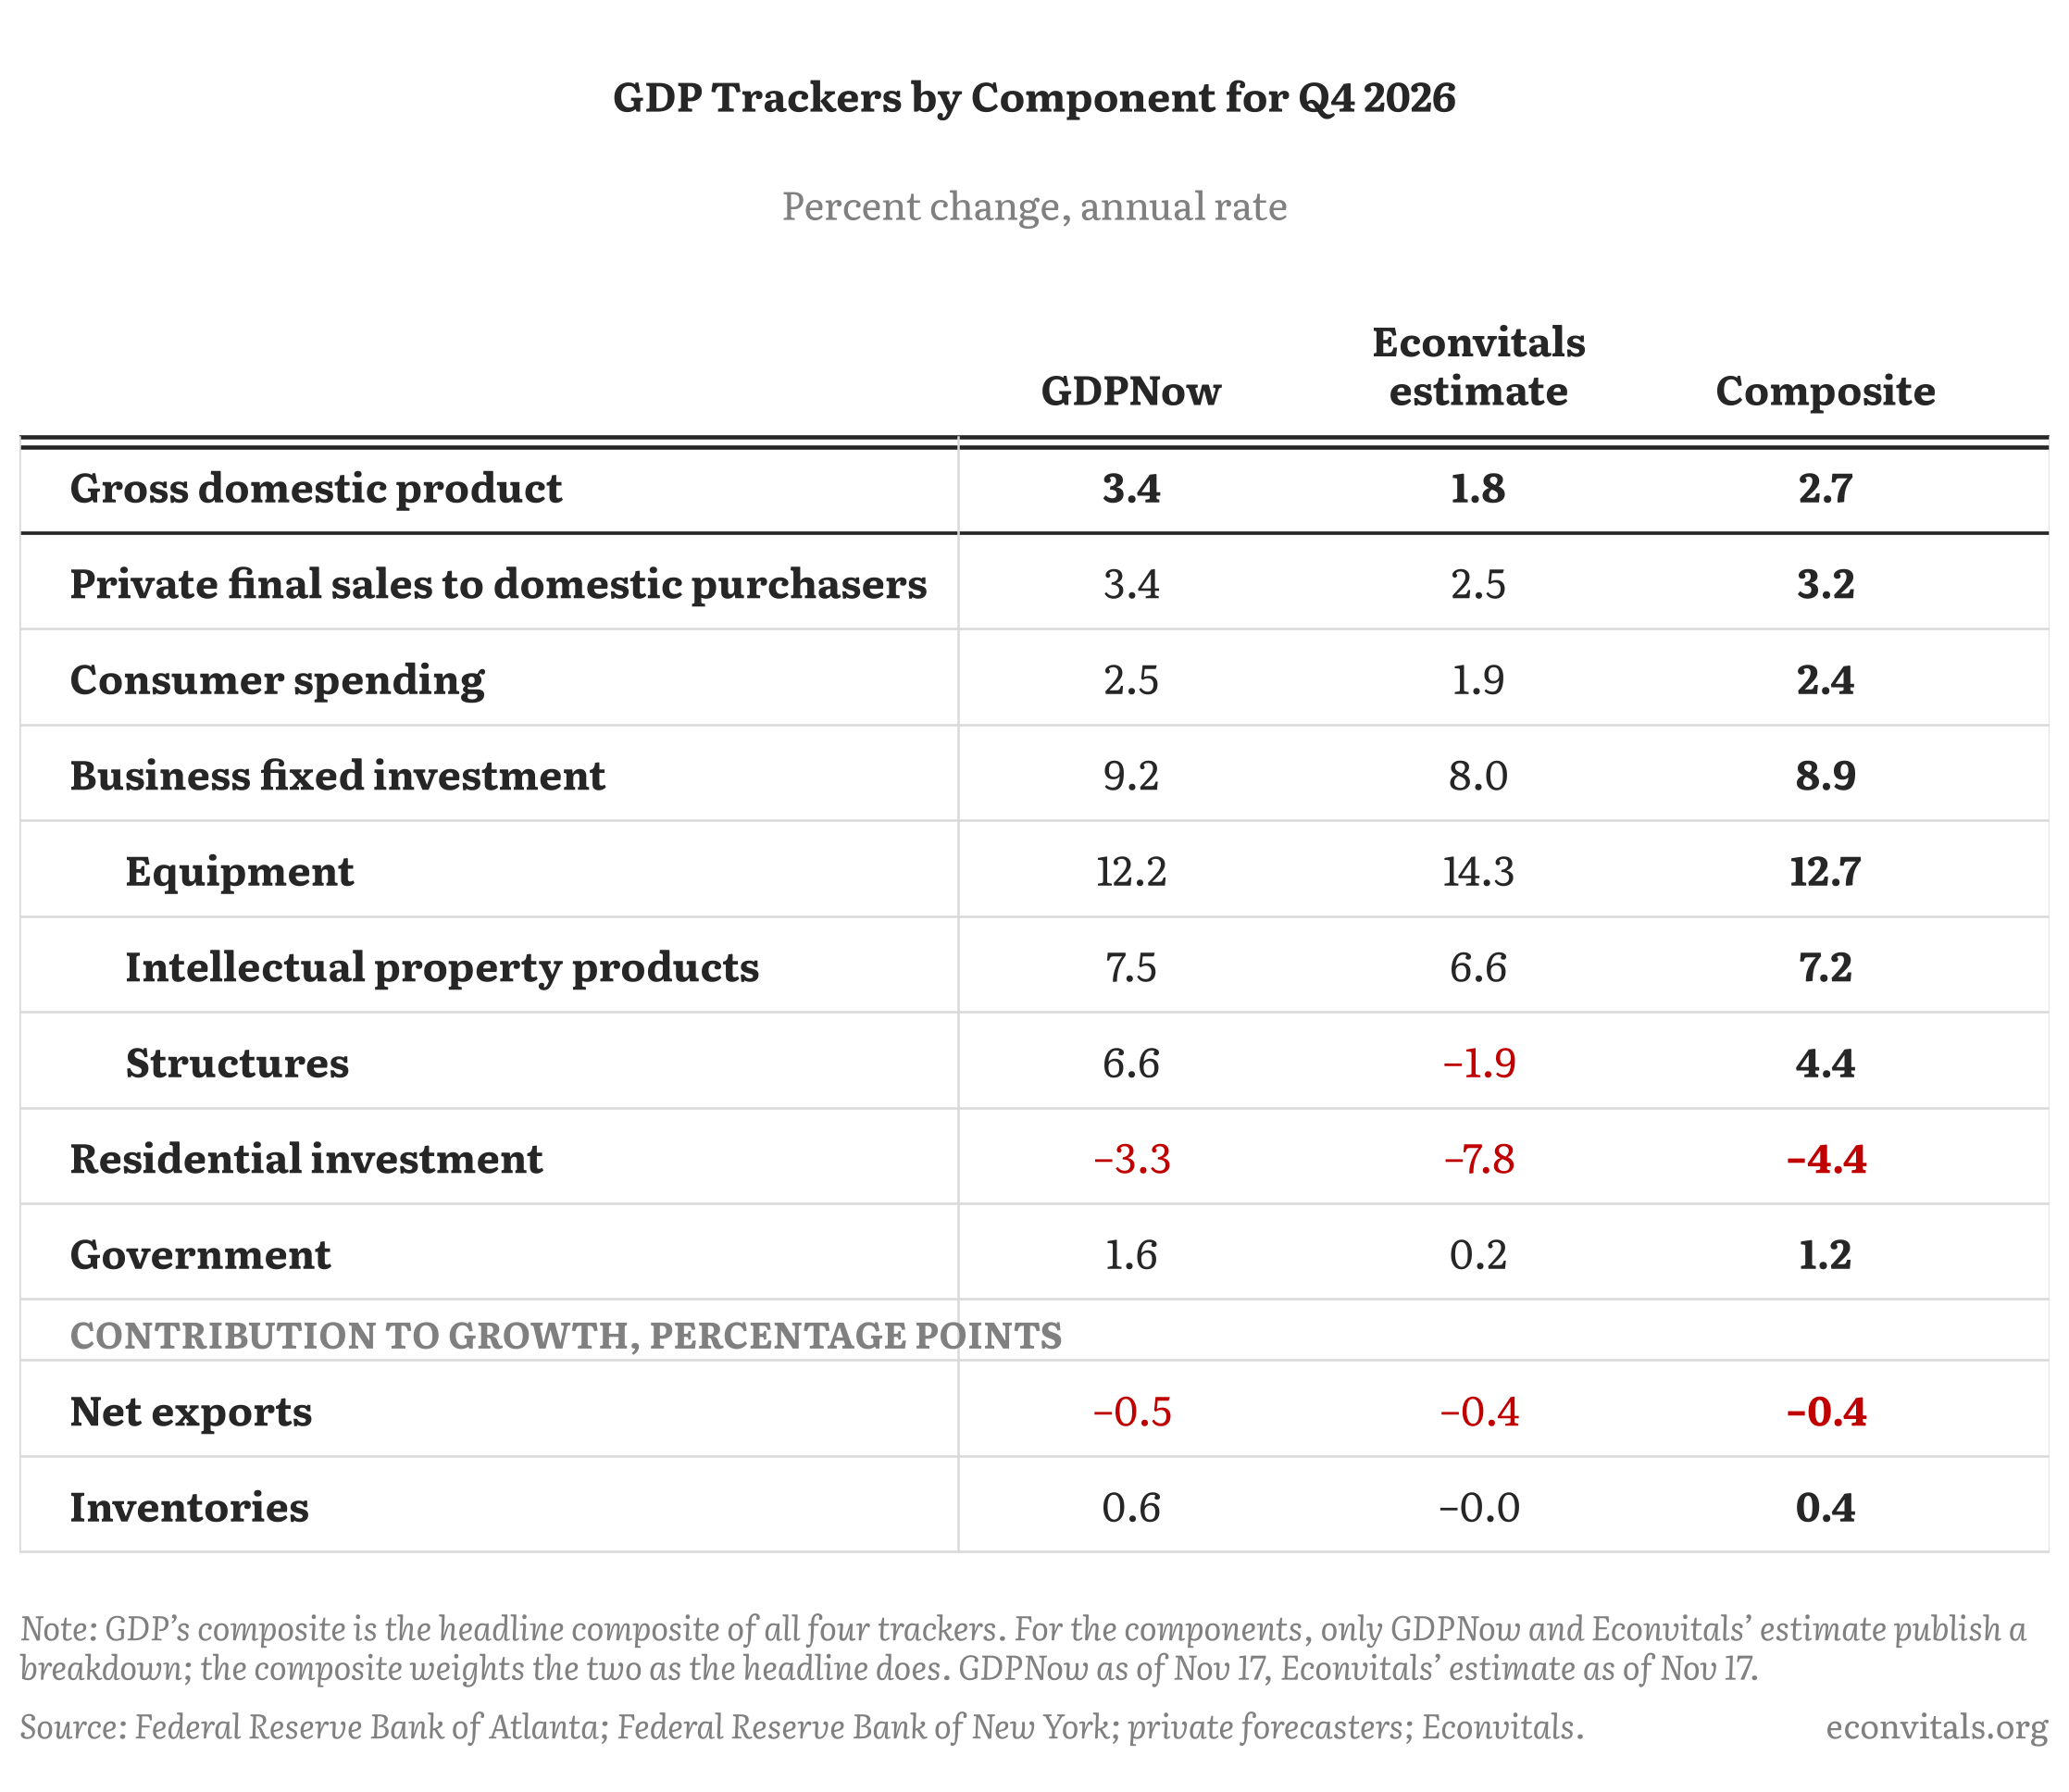 GDP Trackers by Component for Q4 2026
Percent change, annual rate
GDPNow Econvitals estimate Composite
Gross domestic product 3.4 1.8 2.7
Private final sales to domestic purchasers 3.4 2.5 3.2
Consumer spending 2.5 1.9 2.4
Business fixed investment 9.2 8.0 8.9
Equipment 12.2 14.3 12.7
Intellectual property products 7.5 6.6 7.2
Structures 6.6 −1.9 4.4
Residential investment −3.3 −7.8 −4.4
Government 1.6 0.2 1.2
CONTRIBUTION TO GROWTH, PERCENTAGE POINTS
Net exports −0.5 −0.4 −0.4
Inventories 0.6 −0.0 0.4
Note: GDP’s composite is the headline composite of all four trackers. For the components, only GDPNow and Econvitals’ estimate publish a
breakdown; the composite weights the two as the headline does. GDPNow as of Nov 17, Econvitals’ estimate as of Nov 17.
Source: Federal Reserve Bank of Atlanta; Federal Reserve Bank of New York; private forecasters; Econvitals. econvitals.org